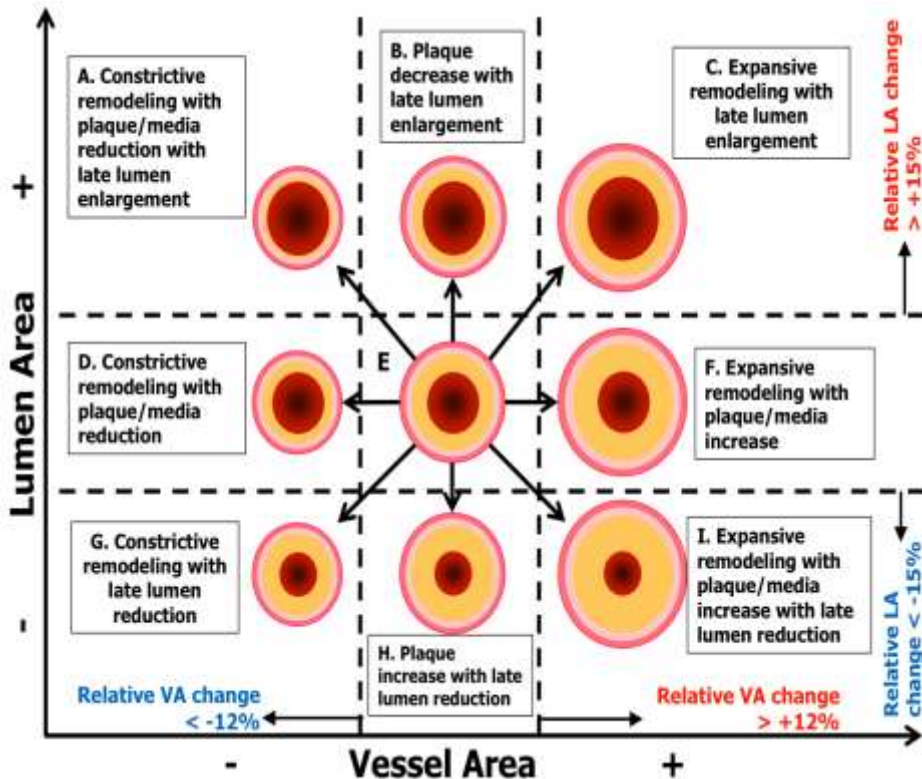 A. Constrictive
remodeling with
plaque/media
reduction with
late lumen
enlargement
B. Plaque
decrease with
late lumen
enlargement
C. Expansive
remodeling with
late lumen
enlargement
Relative LA change
> +15%
+
Lumen Area
-
D. Constrictive
remodeling with
plaque/media
reduction
E
F. Expansive
remodeling with
plaque/media
increase
G. Constrictive
remodeling with
late lumen
reduction
H. Plaque
increase with late
lumen reduction
I. Expansive
remodeling with
plaque/media
increase with late
lumen reduction
Relative LA
change < -15%
Relative VA change
< -12%
Relative VA change
> +12%
- Vessel Area +